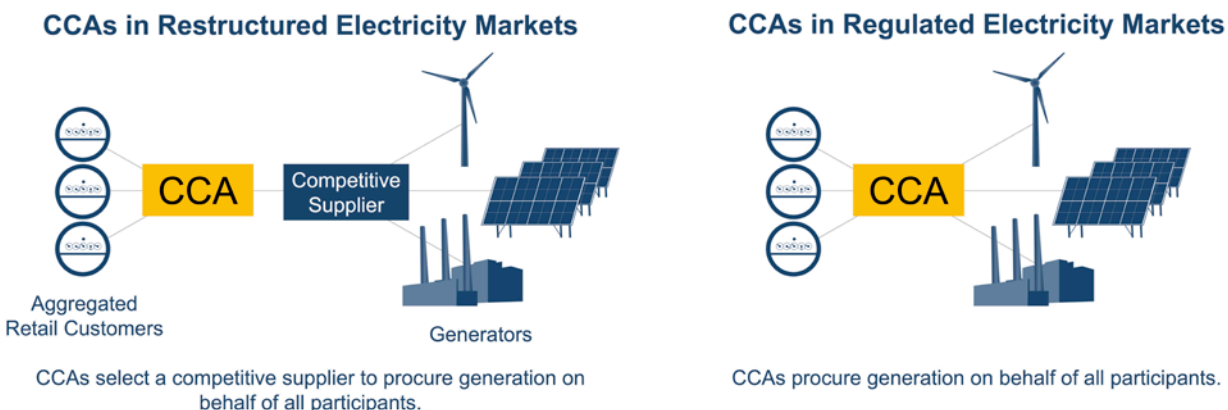 CCAs in Restructured Electricity Markets
CCA
Competitive
Supplier
Aggregated
Retail Customers
Generators
CCAs select a competitive supplier to procure generation on
behalf of all participants.
CCAs in Regulated Electricity Markets
CCA
CCAs procure generation on behalf of all participants.